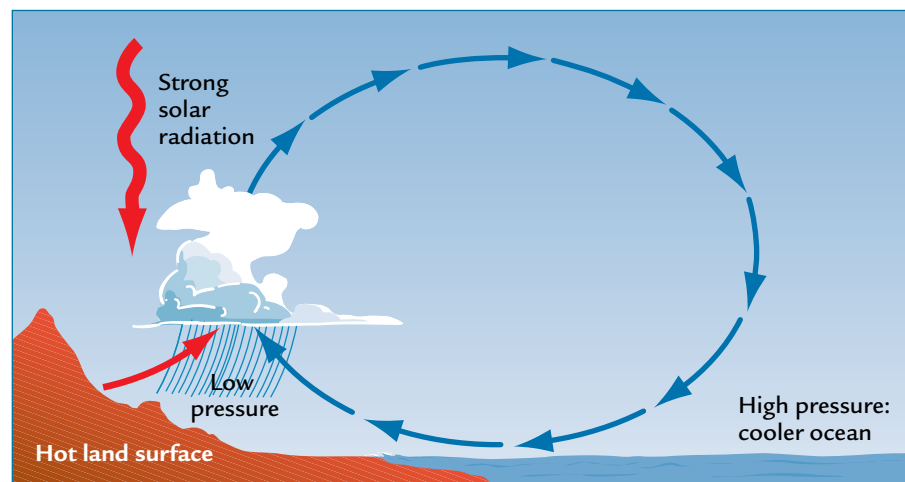 Strong
solar
radiation
Low
pressure
High pressure:
cooler ocean
Hot land surface